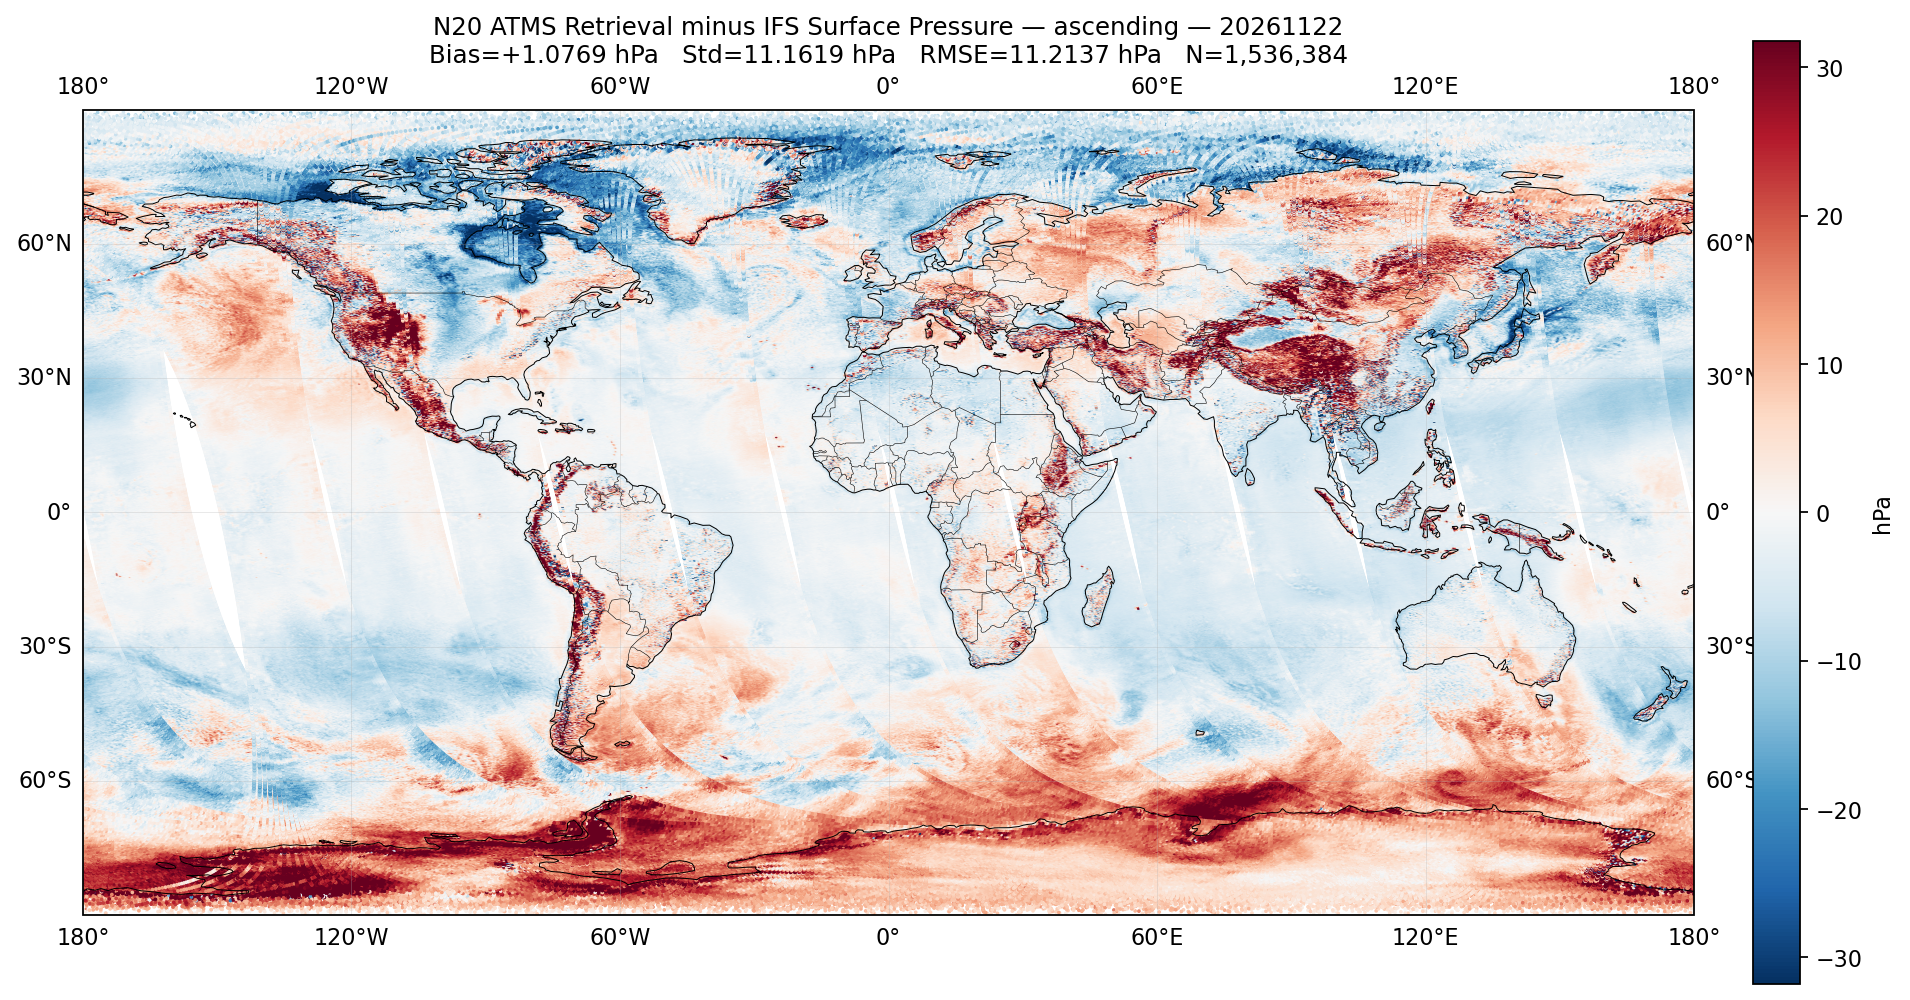 N20 ATMS Retrieval minus IFS Surface Pressure — ascending — 20261122
Bias=+1.0769 hPa   Std=11.1619 hPa   RMSE=11.2137 hPa   N=1,536,384
180° 120°W 60°W 0° 60°E 120°E 180°
60°N 60°N
30°N 30°N
0° 0°
30°S 30°S
60°S 60°S
180° 120°W 60°W 0° 60°E 120°E 180°
30
20
10
0
−10
−20
−30
hPa